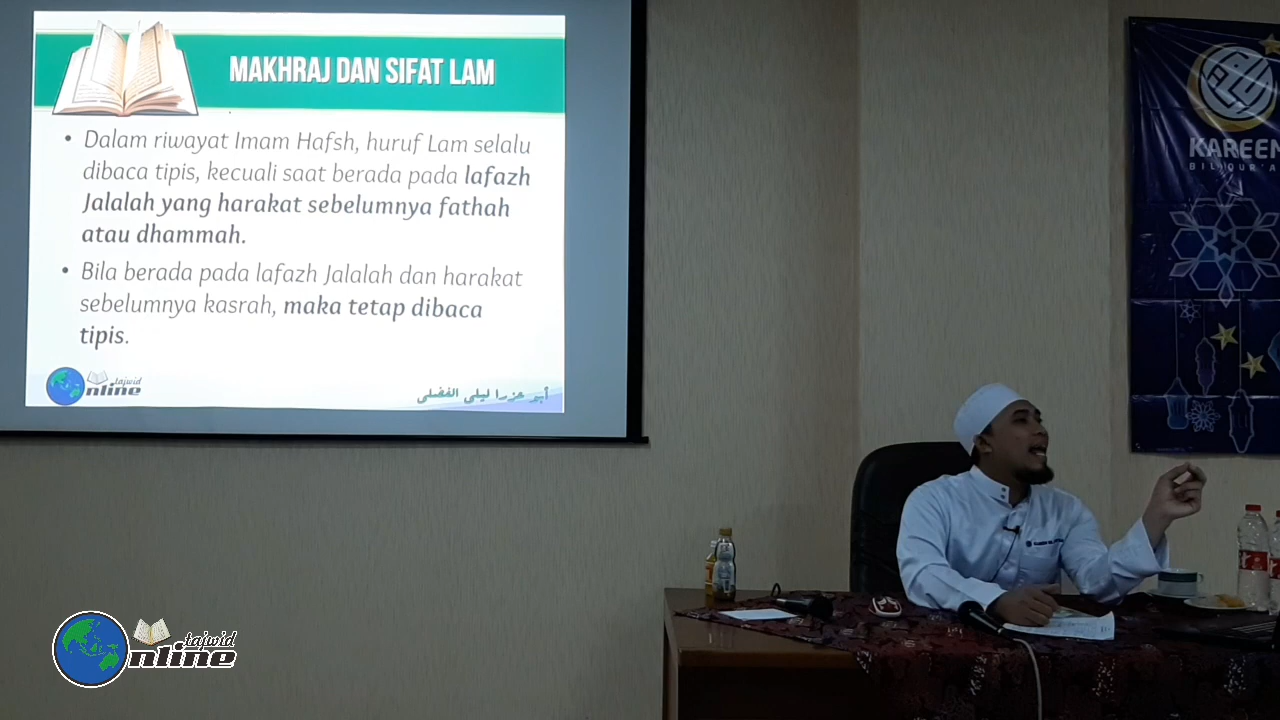 MAKHRAJ DAN SIFAT LAM
• Dalam riwayat Imam Hafsh, huruf Lam selalu
dibaca tipis, kecuali saat berada pada lafazh
Jalalah yang harakat sebelumnya fathah
atau dhammah.
• Bila berada pada lafazh Jalalah dan harakat
sebelumnya kasrah, maka tetap dibaca
tipis.
tajwid
nline
KAREEM
BIL QUR'A
tajwid
nline